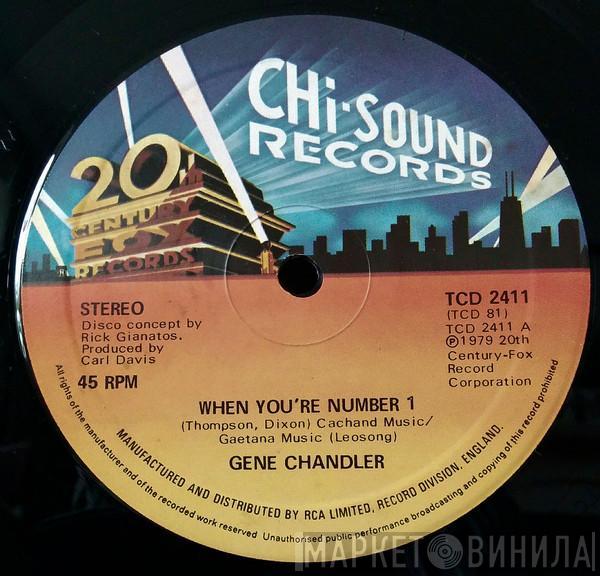 CHi-SOUND
RECORDS
20th
CENTURY
FOX
RECORDS
STEREO
Disco concept by
Rick Gianatos.
Produced by
Carl Davis
45 RPM
TCD 2411
(TCD 81)
TCD 2411 A
Ⓟ1979 20th
Century-Fox
Record
Corporation
WHEN YOU'RE NUMBER 1
(Thompson, Dixon) Cachand Music/
Gaetana Music (Leosong)
GENE CHANDLER
MANUFACTURED AND DISTRIBUTED BY RCA LIMITED, RECORD DIVISION, ENGLAND.
All rights of the manufacturer and of the owner of the recorded work reserved Unauthorised public performance broadcasting and copying of this record prohibited
МАРКЕТ ВИНИЛА